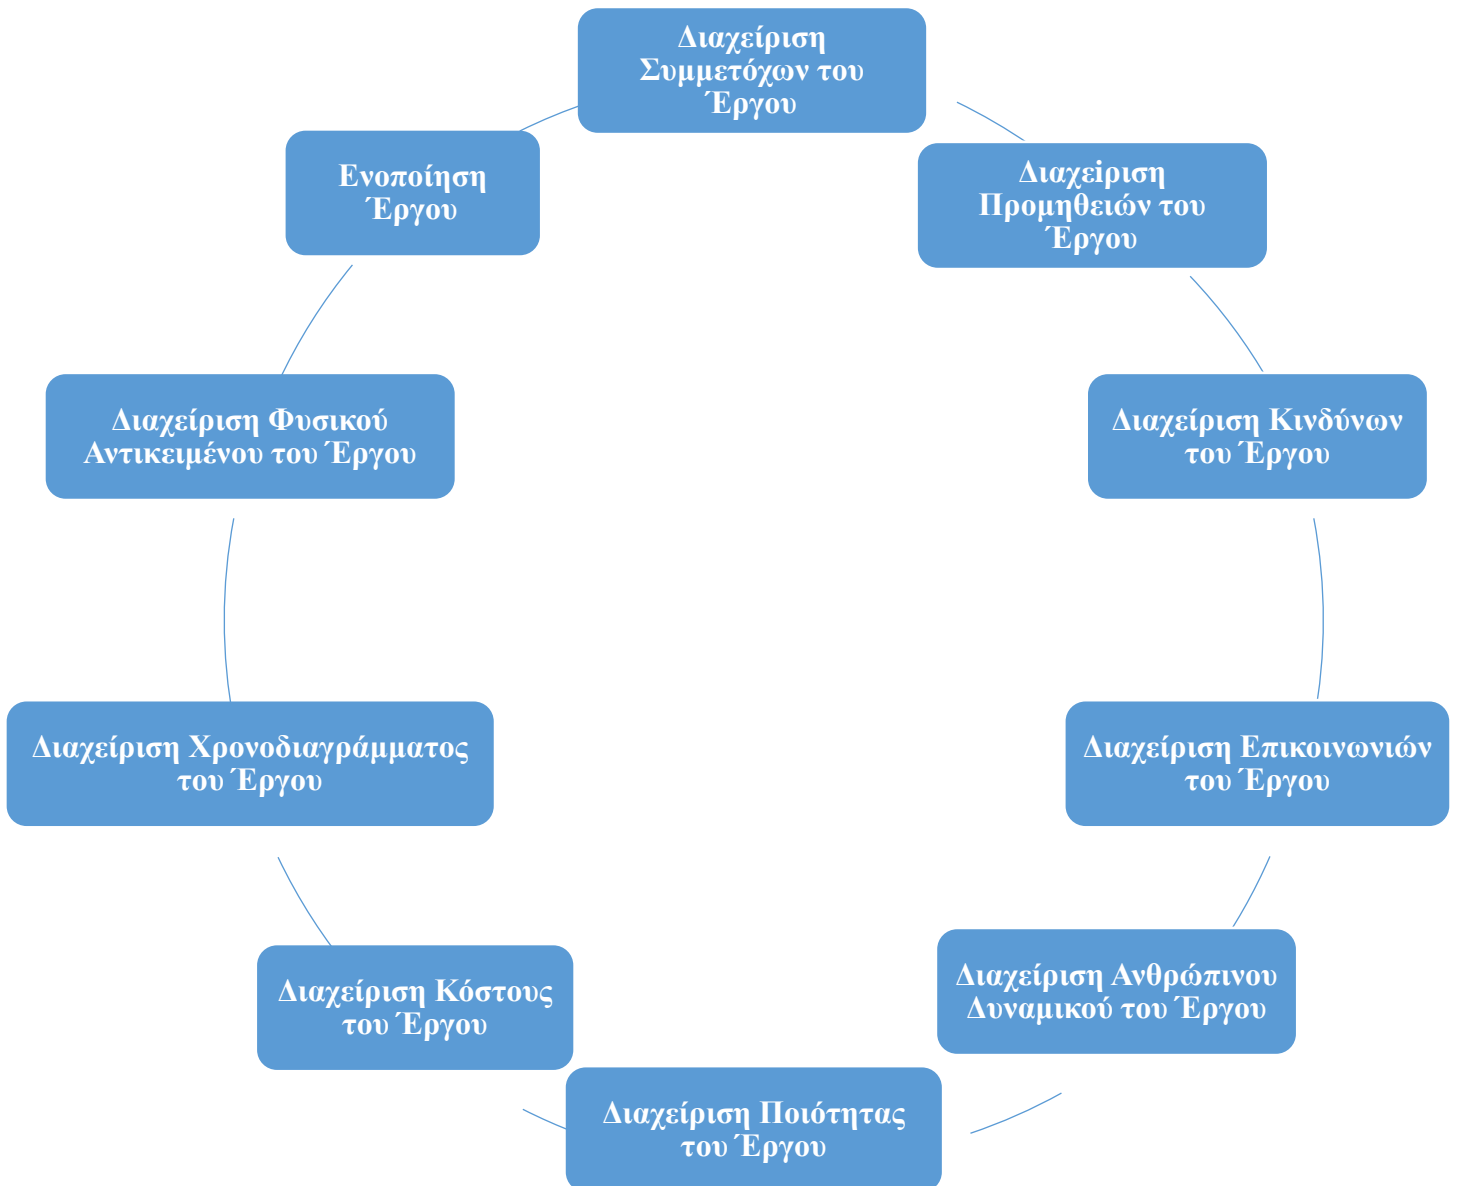 Διαχείριση
Συμμετόχων του
Έργου
Διαχεiριση
Προμηθειών του
Έργου
Διαχείριση Κινδύνων
του Έργου
Διαχείριση Επικοινωνιών
του Έργου
Διαχείριση Ανθρώπινου
Δυναμικού του Έργου
Διαχείριση Ποιότητας
του Έργου
Διαχείριση Κόστους
του Έργου
Διαχείριση Χρονοδιαγράμματος
του Έργου
Διαχείριση Φυσικού
Αντικειμένου του Έργου
Ενοποίηση
Έργου